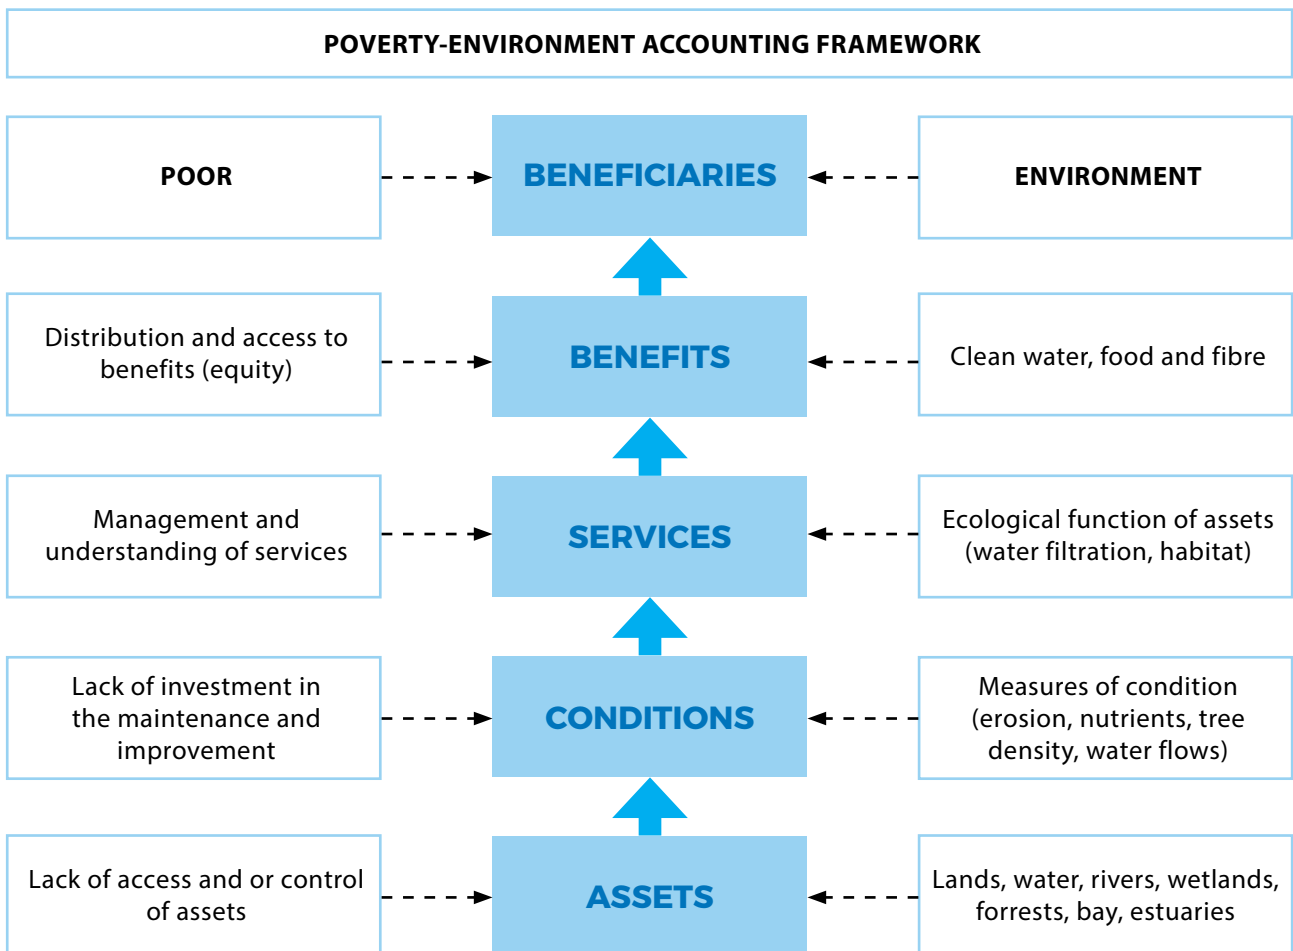 POVERTY-ENVIRONMENT ACCOUNTING FRAMEWORK
POOR
BENEFICIARIES
ENVIRONMENT
Distribution and access to
benefits (equity)
BENEFITS
Clean water, food and fibre
Management and
understanding of services
SERVICES
Ecological function of assets
(water filtration, habitat)
Lack of investment in
the maintenance and
improvement
CONDITIONS
Measures of condition
(erosion, nutrients, tree
density, water flows)
Lack of access and or control
of assets
ASSETS
Lands, water, rivers, wetlands,
forrests, bay, estuaries